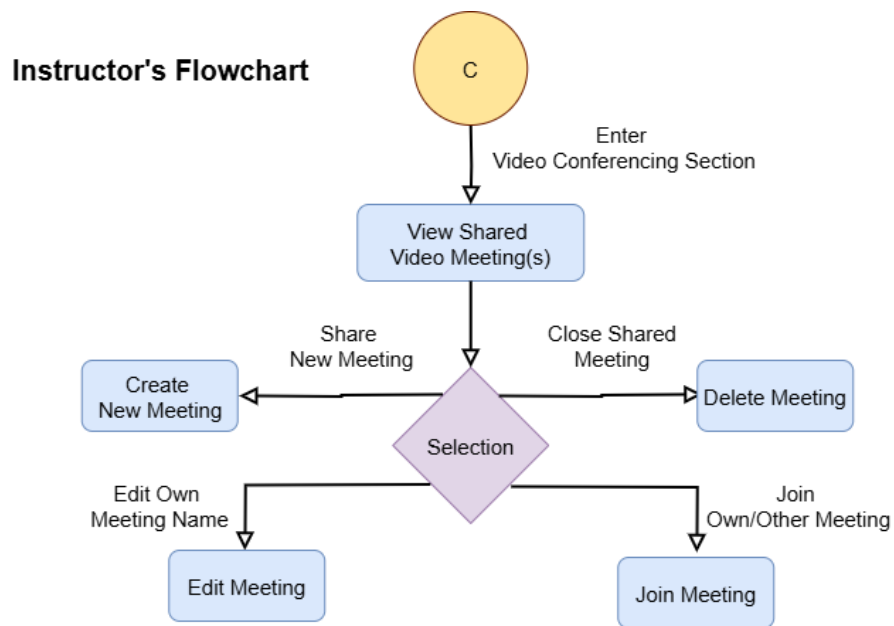 Instructor's Flowchart
C
Enter
Video Conferencing Section
View Shared
Video Meeting(s)
Share
New Meeting
Close Shared
Meeting
Create
New Meeting
Delete Meeting
Selection
Edit Own
Meeting Name
Join
Own/Other Meeting
Edit Meeting
Join Meeting